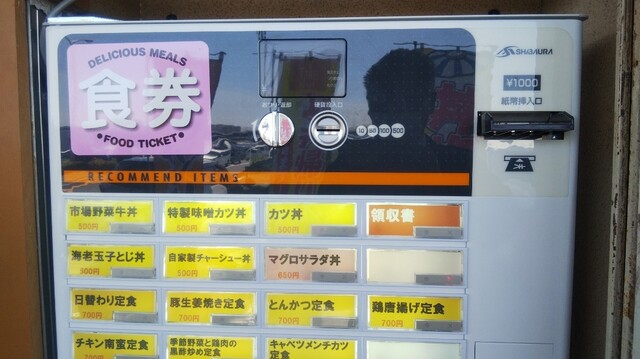 DELICIOUS MEALS
食券
•FOOD TICKET•
硬貨投入口
10 50 100 500
SHIBAURA
¥1000
紙幣挿入口
RECOMMEND ITEMS
市場野菜牛丼 特製味噌カツ丼 カツ丼 領収書
500円 500円 500円
海老玉子とじ丼 自家製チャーシュー丼 マグロサラダ丼
500円 500円 650円
日替わり定食 豚生姜焼き定食 とんかつ定食 鶏唐揚げ定食
700円 700円 700円 700円
チキン南蛮定食 季節野菜と鶏肉の黒酢炒め定食 キャベツメンチカツ定食